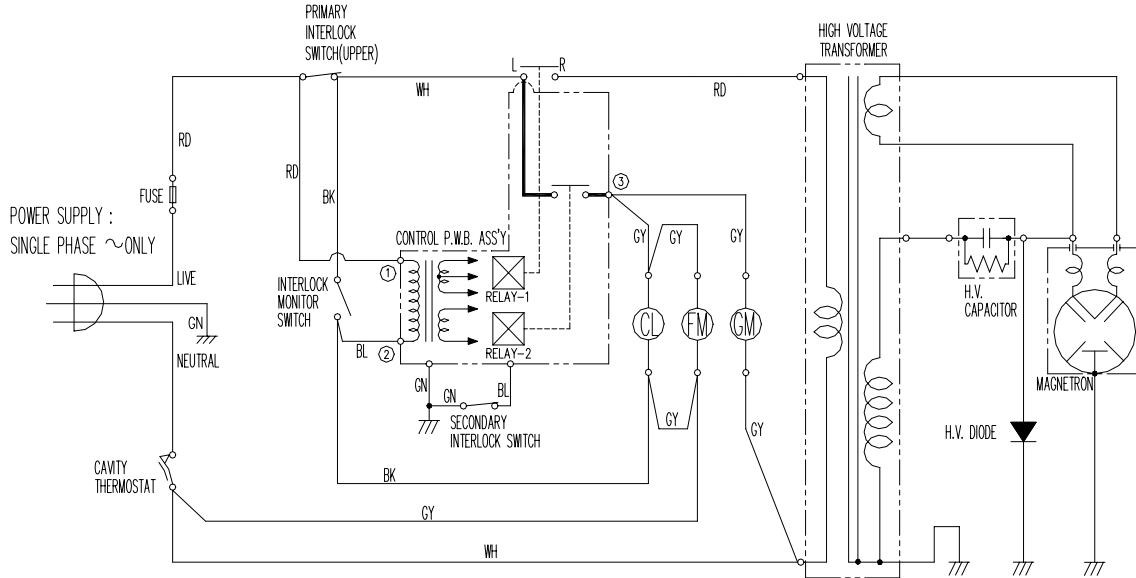 PRIMARY
INTERLOCK
SWITCH(UPPER)
HIGH VOLTAGE
TRANSFORMER
L
R
WH
RD
RD
RD
BK
FUSE
③
POWER SUPPLY :
SINGLE PHASE ～ONLY
CONTROL P.W.B. ASS'Y
GY
GY
GY
①
LIVE
INTERLOCK
MONITOR
SWITCH
RELAY-1
H.V.
CAPACITOR
CL
FM
GM
GN
NEUTRAL
BL
②
RELAY-2
GN
GN
BL
MAGNETRON
SECONDARY
INTERLOCK SWITCH
GY
GY
H.V. DIODE
CAVITY
THERMOSTAT
BK
GY
WH